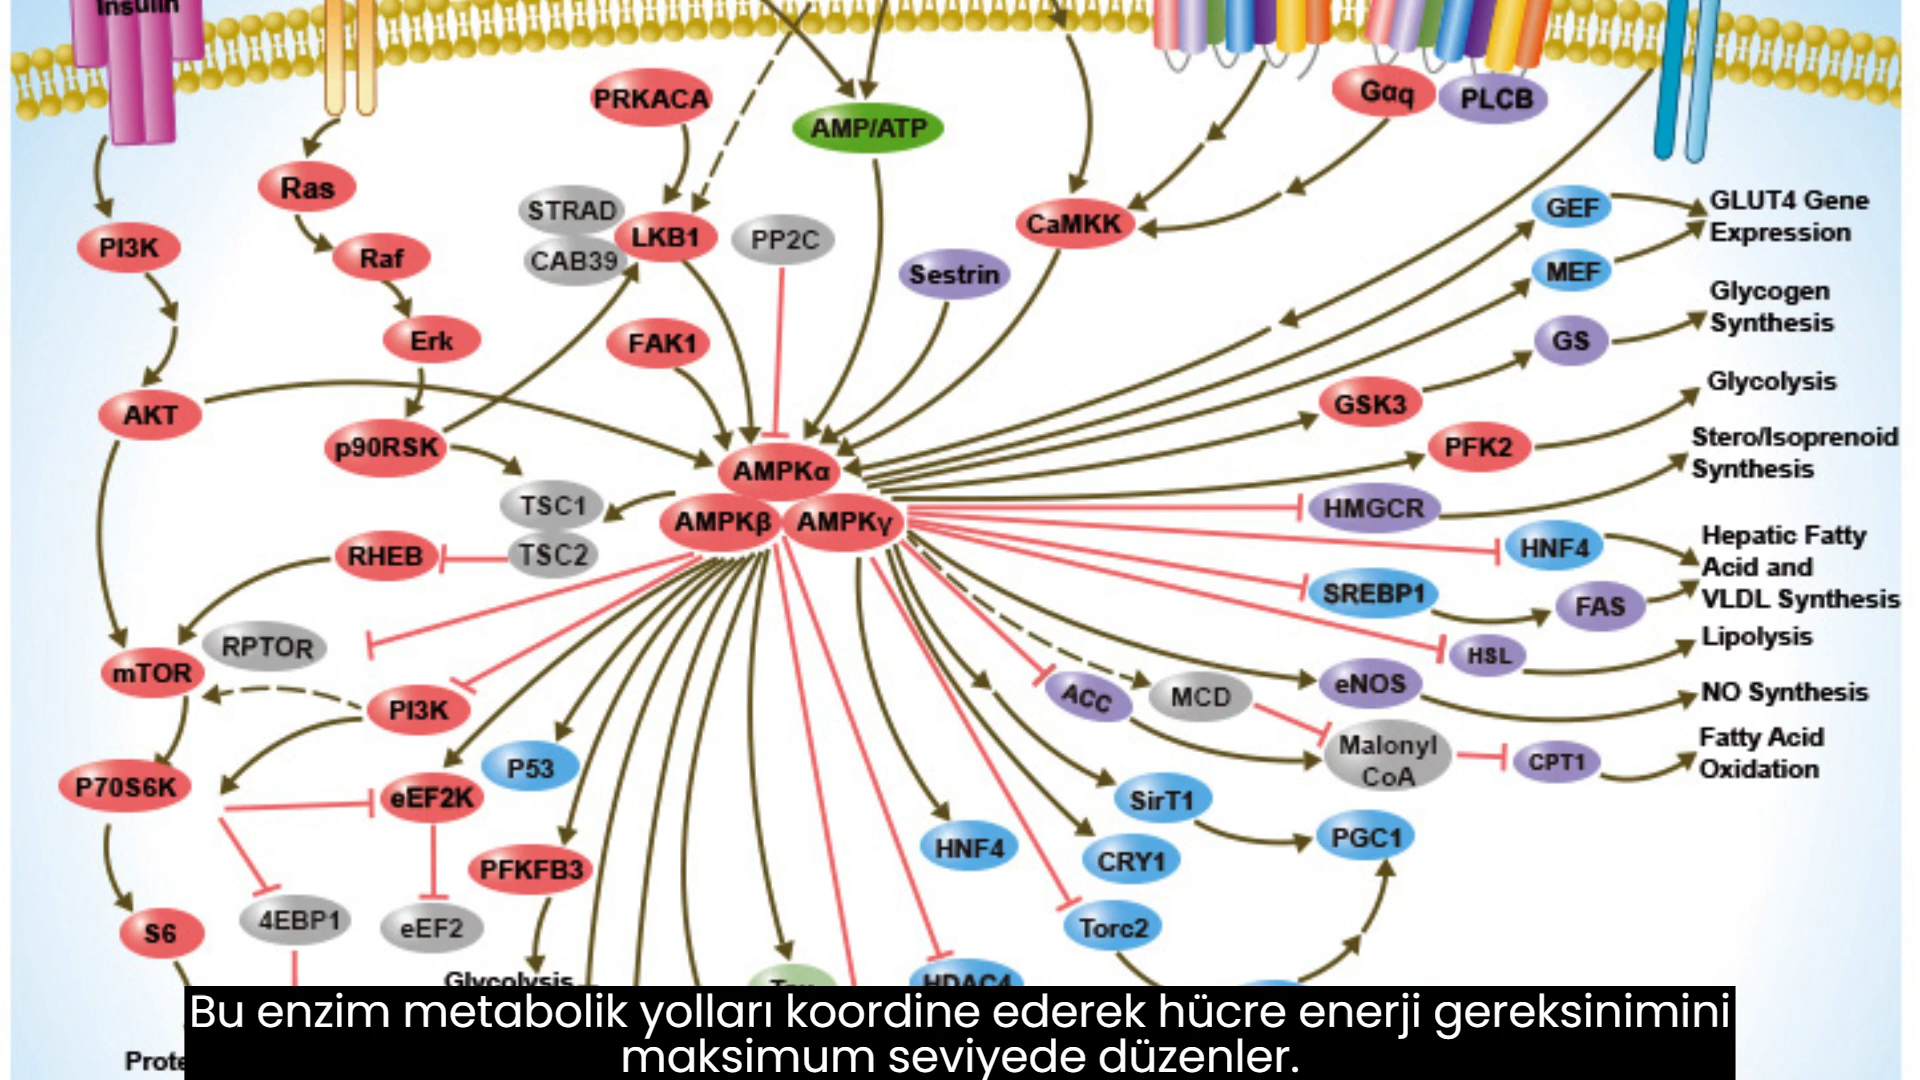 Insulin
PRKACA
Gαq
PLCB
AMP/ATP
Ras
STRAD
GEF
GLUT4 Gene
Expression
PI3K
Raf
CAB39
LKB1
PP2C
CaMKK
Sestrin
MEF
Glycogen
Synthesis
Erk
FAK1
GS
Glycolysis
AKT
GSK3
p90RSK
PFK2
Stero/Isoprenoid
Synthesis
AMPKα
TSC1
AMPKβ
AMPKγ
HMGCR
RHEB
TSC2
HNF4
Hepatic Fatty
Acid and
VLDL Synthesis
SREBP1
FAS
RPTOR
mTOR
HSL
Lipolysis
PI3K
ACC
MCD
eNOS
NO Synthesis
P53
Malonyl
CoA
CPT1
Fatty Acid
Oxidation
P70S6K
eEF2K
SirT1
PFKFB3
HNF4
CRY1
PGC1
S6
4EBP1
eEF2
Torc2
Glycolysis
HDAC4
Prote
Bu enzim metabolik yolları koordine ederek hücre enerji gereksinimini
maksimum seviyede düzenler.